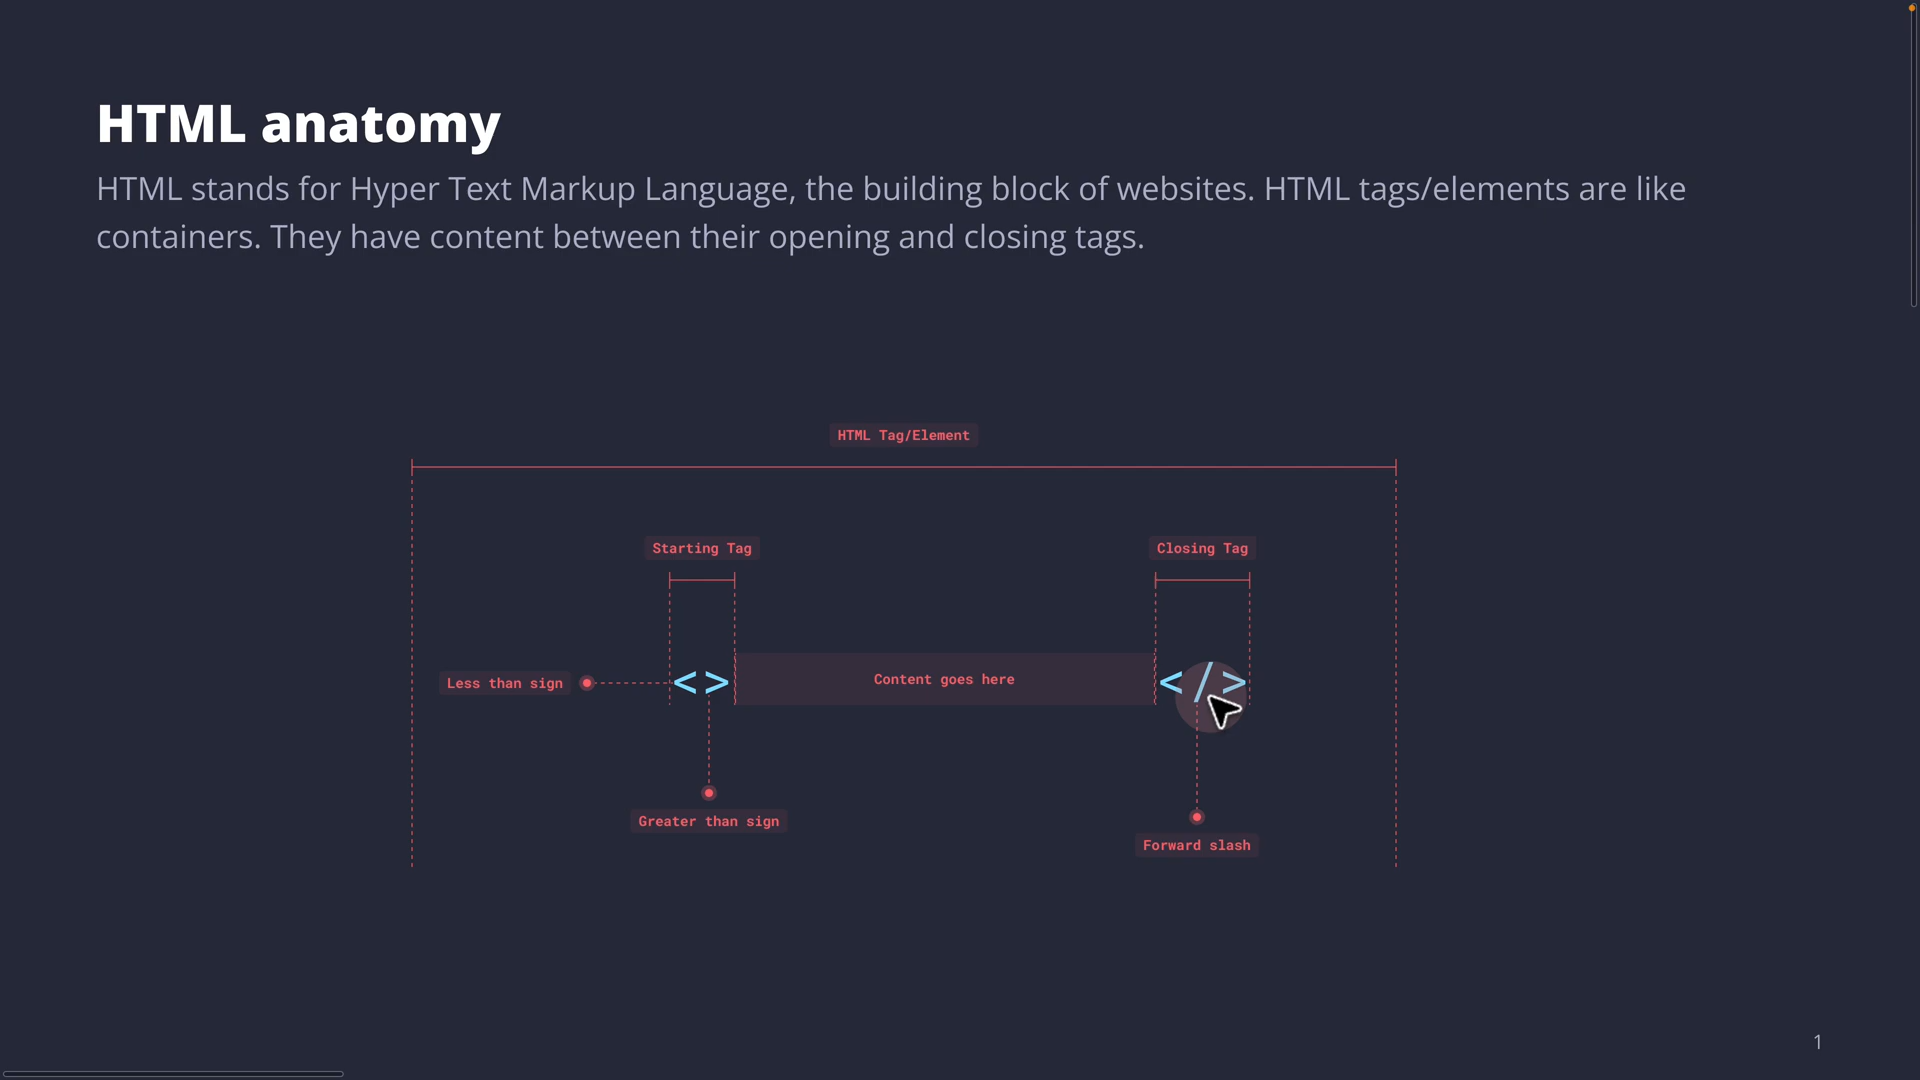 HTML anatomy
HTML stands for Hyper Text Markup Language, the building block of websites. HTML tags/elements are like
containers. They have content between their opening and closing tags.
HTML Tag/Element
Starting Tag
Closing Tag
Less than sign
< >
Content goes here
</>
Greater than sign
Forward slash
1